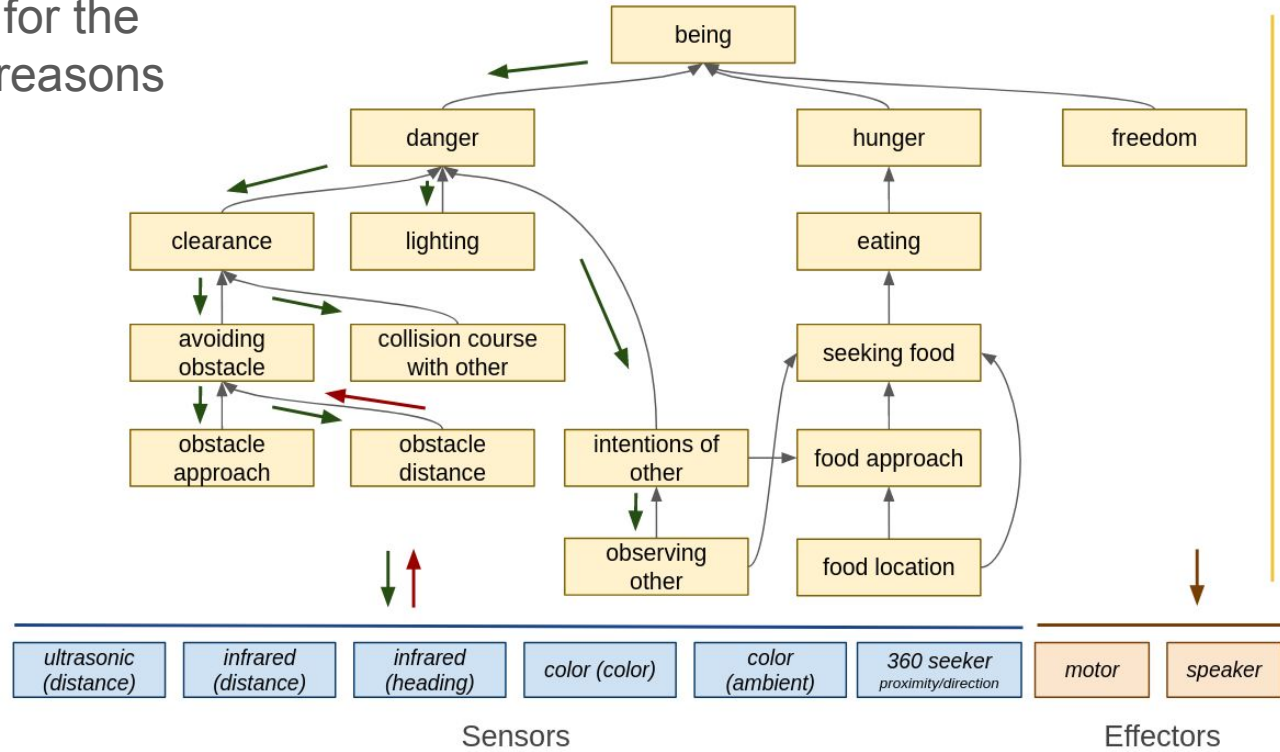 for the
reasons
being
danger
hunger
freedom
clearance
lighting
eating
avoiding
obstacle
collision course
with other
seeking food
obstacle
approach
obstacle
distance
intentions of
other
food approach
observing
other
food location
ultrasonic
(distance)
infrared
(distance)
infrared
(heading)
color (color)
color
(ambient)
360 seeker
proximity/direction
motor
speaker
Sensors
Effectors